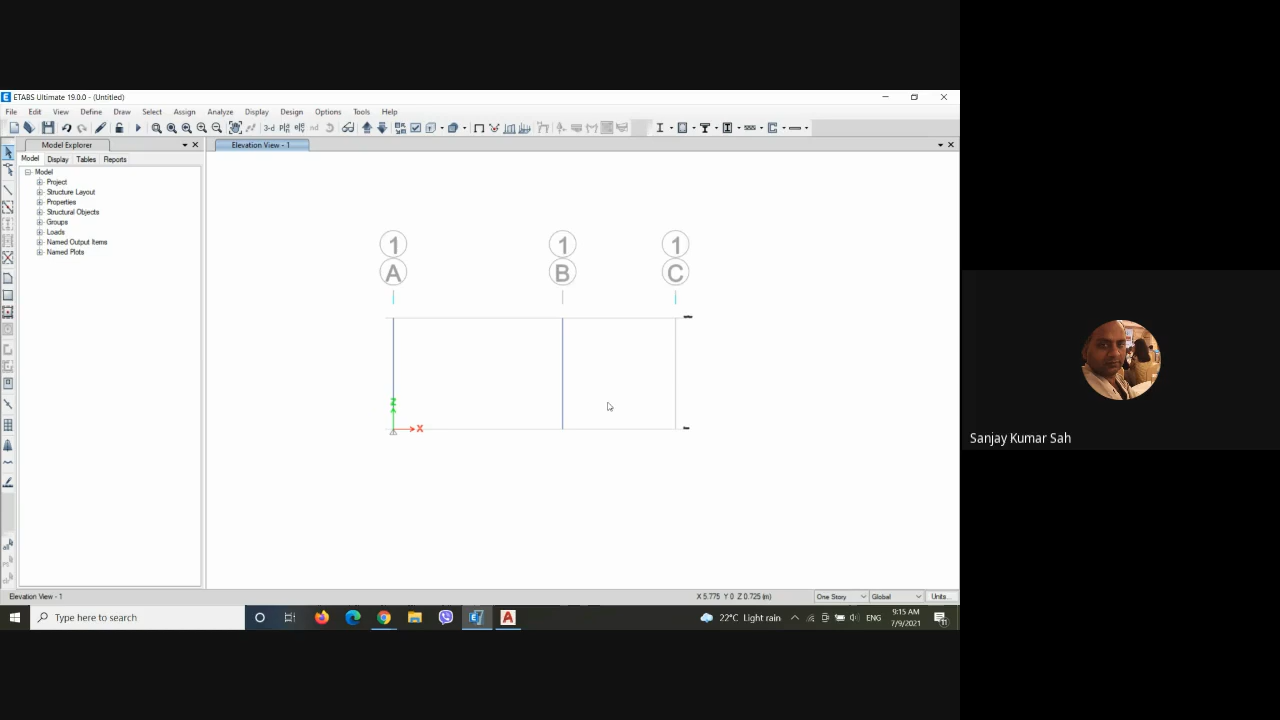 ETABS Ultimate 19.0.0 - (Untitled)
File Edit View Define Draw Select Assign Analyze Display Design Options Tools Help
3-d
Model Explorer
Elevation View - 1
Model Display Tables Reports
Model
Project
Structure Layout
Properties
Structural Objects
Groups
Loads
Named Output Items
Named Plots
1 1 1
A B C
Z
X
Sanjay Kumar Sah
Elevation View - 1
X 5.775 Y 0 Z 0.725 (m)
One Story
Global
Units...
Type here to search
22°C Light rain
ENG
9:15 AM
7/9/2021